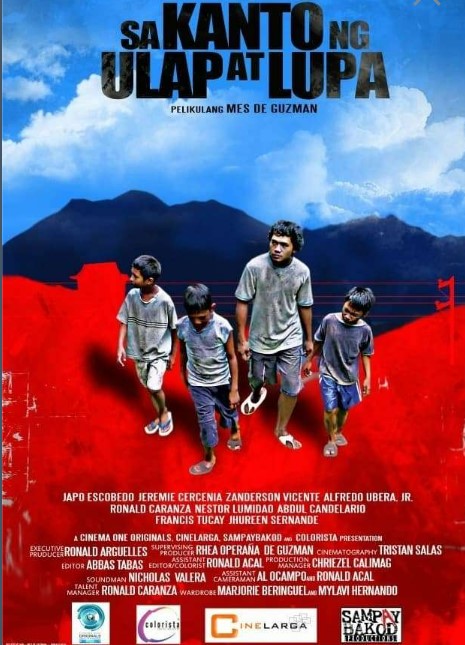 SA KANTO NG
ULAP AT LUPA
PELIKULANG MES DE GUZMAN
JAPO ESCOBEDO JEREMIE CERCENIA ZANDERSON VICENTE ALFREDO UBERA, JR.
RONALD CARANZA NESTOR LUMIDAO ABDUL CANDELARIO
FRANCIS TUCAY JHUREEN SERNANDE
A CINEMA ONE ORIGINALS, CINELARGA, SAMPAYBAKOD AND COLORISTA PRESENTATION
EXECUTIVE PRODUCER RONALD ARGUELLES SUPERVISING PRODUCER RHEA OPERAÑA DE GUZMAN CINEMATOGRAPHY TRISTAN SALAS
EDITOR ABBAS TABAS ASSISTANT EDITOR/COLORIST RONALD ACAL PRODUCTION MANAGER CHRIEZEL CALIMAG
SOUNDMAN NICHOLAS VALERA ASSISTANT CAMERAMAN AL OCAMPO AND RONALD ACAL
TALENT MANAGER RONALD CARANZA WARDROBE MARJORIE BERINGUEL AND MYLAVI HERNANDO
colorista
CINELARGA
SAMPAY
BAKOD
PRODUCTIONS